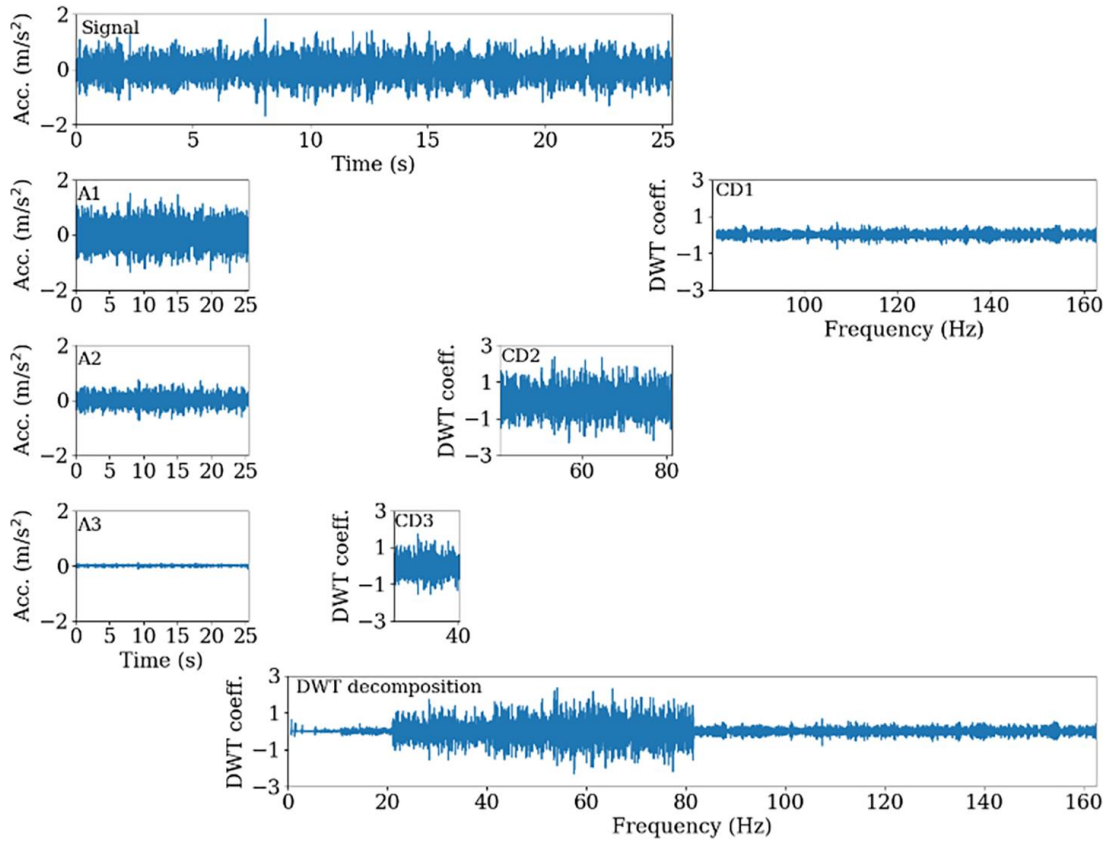 Signal
Acc. (m/s²)
2
0
−2
0 5 10 15 20 25
Time (s)
A1
Acc. (m/s²)
2
0
−2
0 5 10 15 20 25
CD1
DWT coeff.
3
1
−1
−3
100 120 140 160
Frequency (Hz)
A2
Acc. (m/s²)
2
0
−2
0 5 10 15 20 25
CD2
DWT coeff.
3
1
−1
−3
60 80
A3
Acc. (m/s²)
2
0
−2
0 5 10 15 20 25
Time (s)
CD3
DWT coeff.
3
1
−1
−3
40
DWT decomposition
DWT coeff.
3
1
−1
−3
0 20 40 60 80 100 120 140 160
Frequency (Hz)